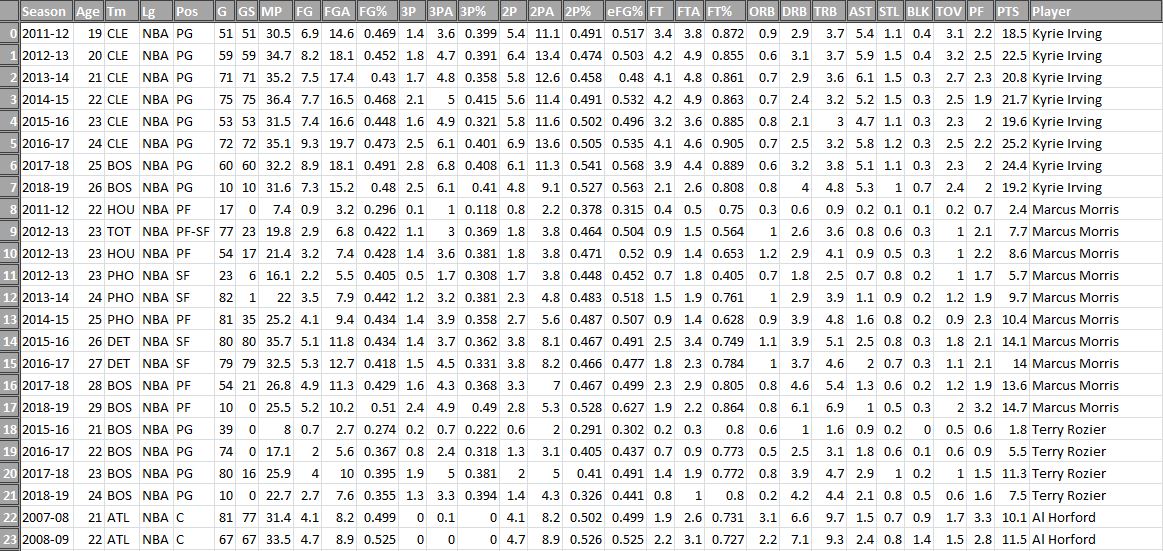 Season Age Tm Lg Pos G GS MP FG FGA FG% 3P 3PA 3P% 2P 2PA 2P% eFG% FT FTA FT% ORB DRB TRB AST STL BLK TOV PF PTS Player
0 2011-12 19 CLE NBA PG 51 51 30.5 6.9 14.6 0.469 1.4 3.6 0.399 5.4 11.1 0.491 0.517 3.4 3.8 0.872 0.9 2.9 3.7 5.4 1.1 0.4 3.1 2.2 18.5 Kyrie Irving
1 2012-13 20 CLE NBA PG 59 59 34.7 8.2 18.1 0.452 1.8 4.7 0.391 6.4 13.4 0.474 0.503 4.2 4.9 0.855 0.6 3.1 3.7 5.9 1.5 0.4 3.2 2.5 22.5 Kyrie Irving
2 2013-14 21 CLE NBA PG 71 71 35.2 7.5 17.4 0.43 1.7 4.8 0.358 5.8 12.6 0.458 0.48 4.1 4.8 0.861 0.7 2.9 3.6 6.1 1.5 0.3 2.7 2.3 20.8 Kyrie Irving
3 2014-15 22 CLE NBA PG 75 75 36.4 7.7 16.5 0.468 2.1 5 0.415 5.6 11.4 0.491 0.532 4.2 4.9 0.863 0.7 2.4 3.2 5.2 1.5 0.3 2.5 1.9 21.7 Kyrie Irving
4 2015-16 23 CLE NBA PG 53 53 31.5 7.4 16.6 0.448 1.6 4.9 0.321 5.8 11.6 0.502 0.496 3.2 3.6 0.885 0.8 2.1 3 4.7 1.1 0.3 2.3 2 19.6 Kyrie Irving
5 2016-17 24 CLE NBA PG 72 72 35.1 9.3 19.7 0.473 2.5 6.1 0.401 6.9 13.6 0.505 0.535 4.1 4.6 0.905 0.7 2.5 3.2 5.8 1.2 0.3 2.5 2.2 25.2 Kyrie Irving
6 2017-18 25 BOS NBA PG 60 60 32.2 8.9 18.1 0.491 2.8 6.8 0.408 6.1 11.3 0.541 0.568 3.9 4.4 0.889 0.6 3.2 3.8 5.1 1.1 0.3 2.3 2 24.4 Kyrie Irving
7 2018-19 26 BOS NBA PG 10 10 31.6 7.3 15.2 0.48 2.5 6.1 0.41 4.8 9.1 0.527 0.563 2.1 2.6 0.808 0.8 4 4.8 5.3 1 0.7 2.4 2 19.2 Kyrie Irving
8 2011-12 22 HOU NBA PF 17 0 7.4 0.9 3.2 0.296 0.1 1 0.118 0.8 2.2 0.378 0.315 0.4 0.5 0.75 0.3 0.6 0.9 0.2 0.1 0.1 0.2 0.7 2.4 Marcus Morris
9 2012-13 23 TOT NBA PF-SF 77 23 19.8 2.9 6.8 0.422 1.1 3 0.369 1.8 3.8 0.464 0.504 0.9 1.5 0.564 1 2.6 3.6 0.8 0.6 0.3 1 2.1 7.7 Marcus Morris
10 2012-13 23 HOU NBA PF 54 17 21.4 3.2 7.4 0.428 1.4 3.6 0.381 1.8 3.8 0.471 0.52 0.9 1.4 0.653 1.2 2.9 4.1 0.9 0.5 0.3 1 2.2 8.6 Marcus Morris
11 2012-13 23 PHO NBA SF 23 6 16.1 2.2 5.5 0.405 0.5 1.7 0.308 1.7 3.8 0.448 0.452 0.7 1.8 0.405 0.7 1.8 2.5 0.7 0.8 0.2 1 1.7 5.7 Marcus Morris
12 2013-14 24 PHO NBA SF 82 1 22 3.5 7.9 0.442 1.2 3.2 0.381 2.3 4.8 0.483 0.518 1.5 1.9 0.761 1 2.9 3.9 1.1 0.9 0.2 1.2 1.9 9.7 Marcus Morris
13 2014-15 25 PHO NBA PF 81 35 25.2 4.1 9.4 0.434 1.4 3.9 0.358 2.7 5.6 0.487 0.507 0.9 1.4 0.628 0.9 3.9 4.8 1.6 0.8 0.2 0.9 2.3 10.4 Marcus Morris
14 2015-16 26 DET NBA SF 80 80 35.7 5.1 11.8 0.434 1.4 3.7 0.362 3.8 8.1 0.467 0.491 2.5 3.4 0.749 1.1 3.9 5.1 2.5 0.8 0.3 1.8 2.1 14.1 Marcus Morris
15 2016-17 27 DET NBA SF 79 79 32.5 5.3 12.7 0.418 1.5 4.5 0.331 3.8 8.2 0.466 0.477 1.8 2.3 0.784 1 3.7 4.6 2 0.7 0.3 1.1 2.1 14 Marcus Morris
16 2017-18 28 BOS NBA PF 54 21 26.8 4.9 11.3 0.429 1.6 4.3 0.368 3.3 7 0.467 0.499 2.3 2.9 0.805 0.8 4.6 5.4 1.3 0.6 0.2 1.2 1.9 13.6 Marcus Morris
17 2018-19 29 BOS NBA PF 10 0 25.5 5.2 10.2 0.51 2.4 4.9 0.49 2.8 5.3 0.528 0.627 1.9 2.2 0.864 0.8 6.1 6.9 1 0.5 0.3 2 3.2 14.7 Marcus Morris
18 2015-16 21 BOS NBA PG 39 0 8 0.7 2.7 0.274 0.2 0.7 0.222 0.6 2 0.291 0.302 0.2 0.3 0.8 0.6 1 1.6 0.9 0.2 0 0.5 0.6 1.8 Terry Rozier
19 2016-17 22 BOS NBA PG 74 0 17.1 2 5.6 0.367 0.8 2.4 0.318 1.3 3.1 0.405 0.437 0.7 0.9 0.773 0.5 2.5 3.1 1.8 0.6 0.1 0.6 0.9 5.5 Terry Rozier
20 2017-18 23 BOS NBA PG 80 16 25.9 4 10 0.395 1.9 5 0.381 2 5 0.41 0.491 1.4 1.9 0.772 0.8 3.9 4.7 2.9 1 0.2 1 1.5 11.3 Terry Rozier
21 2018-19 24 BOS NBA PG 10 0 22.7 2.7 7.6 0.355 1.3 3.3 0.394 1.4 4.3 0.326 0.441 0.8 1 0.8 0.2 4.2 4.4 2.1 0.8 0.5 0.6 1.6 7.5 Terry Rozier
22 2007-08 21 ATL NBA C 81 77 31.4 4.1 8.2 0.499 0 0.1 0 4.1 8.2 0.502 0.499 1.9 2.6 0.731 3.1 6.6 9.7 1.5 0.7 0.9 1.7 3.3 10.1 Al Horford
23 2008-09 22 ATL NBA C 67 67 33.5 4.7 8.9 0.525 0 0 0 4.7 8.9 0.526 0.525 2.2 3.1 0.727 2.2 7.1 9.3 2.4 0.8 1.4 1.5 2.8 11.5 Al Horford